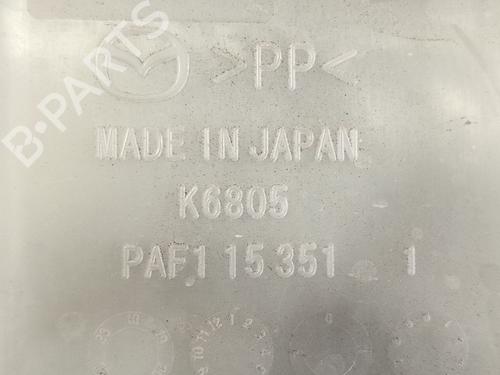 B-PARTS
>PP<
MADE IN JAPAN
K6805
PAF1 15 351 1